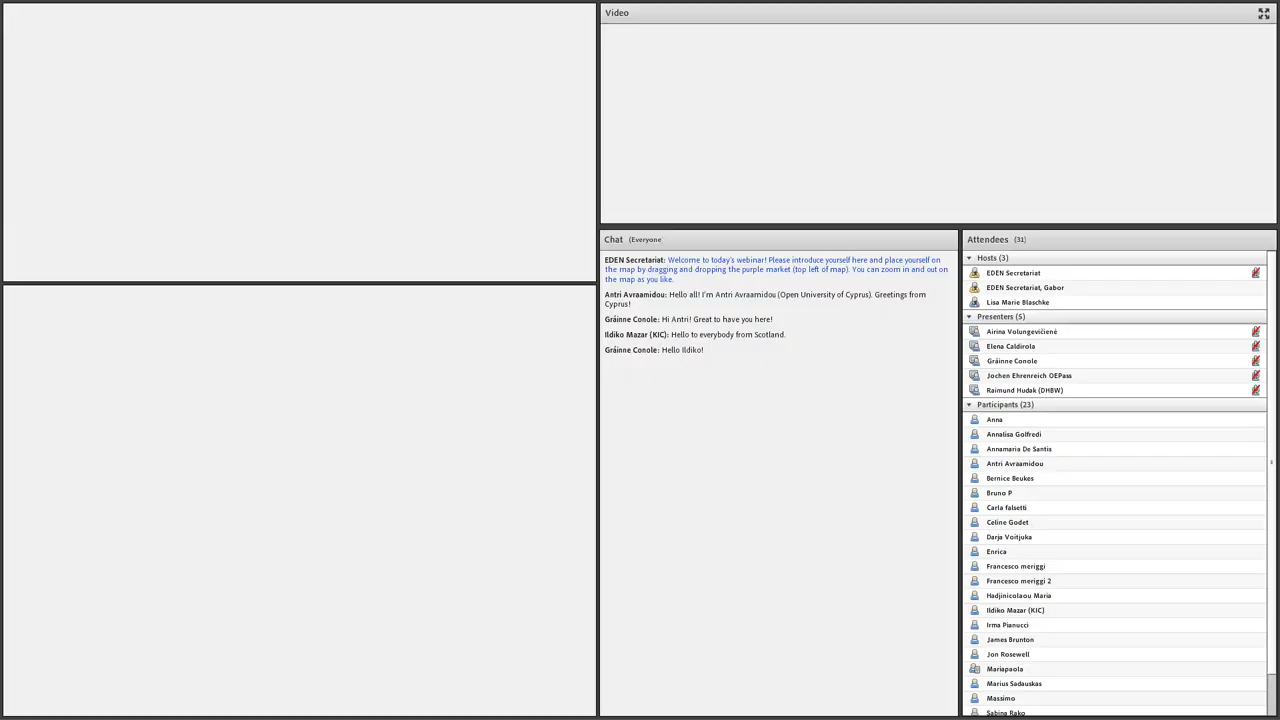 Video
Chat (Everyone
EDEN Secretariat: Welcome to today's webinar! Please introduce yourself here and place yourself on
the map by dragging and dropping the purple market (top left of map). You can zoom in and out on
the map as you like.
Antri Avraamidou: Hello all! I'm Antri Avraamidou (Open University of Cyprus). Greetings from
Cyprus!
Gráinne Conole: Hi Antri! Great to have you here!
Ildiko Mazar (KIC): Hello to everybody from Scotland.
Gráinne Conole: Hello Ildiko!
Attendees (31)
Hosts (3)
EDEN Secretariat
EDEN Secretariat, Gabor
Lisa Marie Blaschke
Presenters (5)
Airina Volungevičienė
Elena Caldirola
Gráinne Conole
Jochen Ehrenreich OEPass
Raimund Hudak (DHBW)
Participants (23)
Anna
Annalisa Golfredi
Annamaria De Santis
Antri Avraamidou
Bernice Beukes
Bruno P
Carla falsetti
Celine Godet
Darja Voitjuka
Enrica
Francesco meriggi
Francesco meriggi 2
Hadjinicolaou Maria
Ildiko Mazar (KIC)
Irma Pianucci
James Brunton
Jon Rosewell
Mariapaola
Marius Sadauskas
Massimo
Sabina Rako